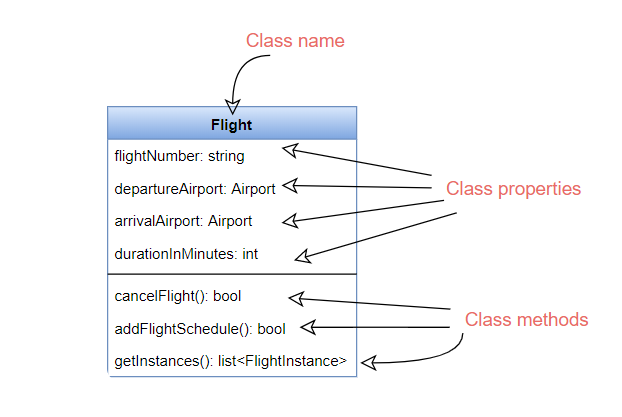 Class name
Flight
flightNumber: string
departureAirport: Airport
Class properties
arrivalAirport: Airport
durationInMinutes: int
cancelFlight(): bool
Class methods
addFlightSchedule(): bool
getInstances(): list<FlightInstance>